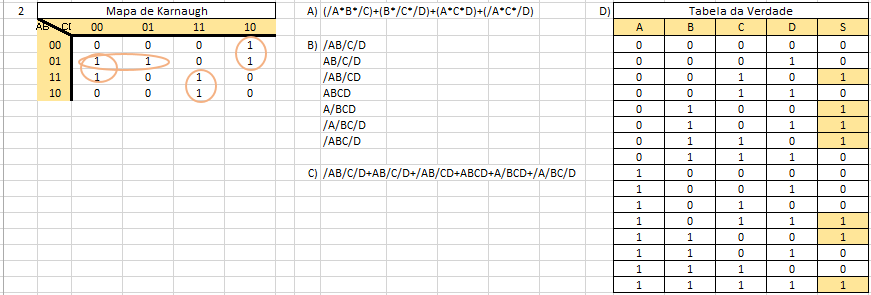 2 Mapa de Karnaugh A) (/A*B*/C)+(B*/C*/D)+(A*C*D)+(/A*C*/D) D) Tabela da Verdade
AB CD 00 01 11 10 A B C D S
00 0 0 0 1 B) /AB/C/D 0 0 0 0 0
01 1 1 0 1 AB/C/D 0 0 0 1 0
11 1 0 1 0 /AB/CD 0 0 1 0 1
10 0 0 1 0 ABCD 0 0 1 1 0
A/BCD 0 1 0 0 1
/A/BC/D 0 1 0 1 1
/ABC/D 0 1 1 0 1
0 1 1 1 0
C) /AB/C/D+AB/C/D+/AB/CD+ABCD+A/BCD+/A/BC/D 1 0 0 0 0
1 0 0 1 0
1 0 1 0 0
1 0 1 1 1
1 1 0 0 1
1 1 0 1 0
1 1 1 0 0
1 1 1 1 1